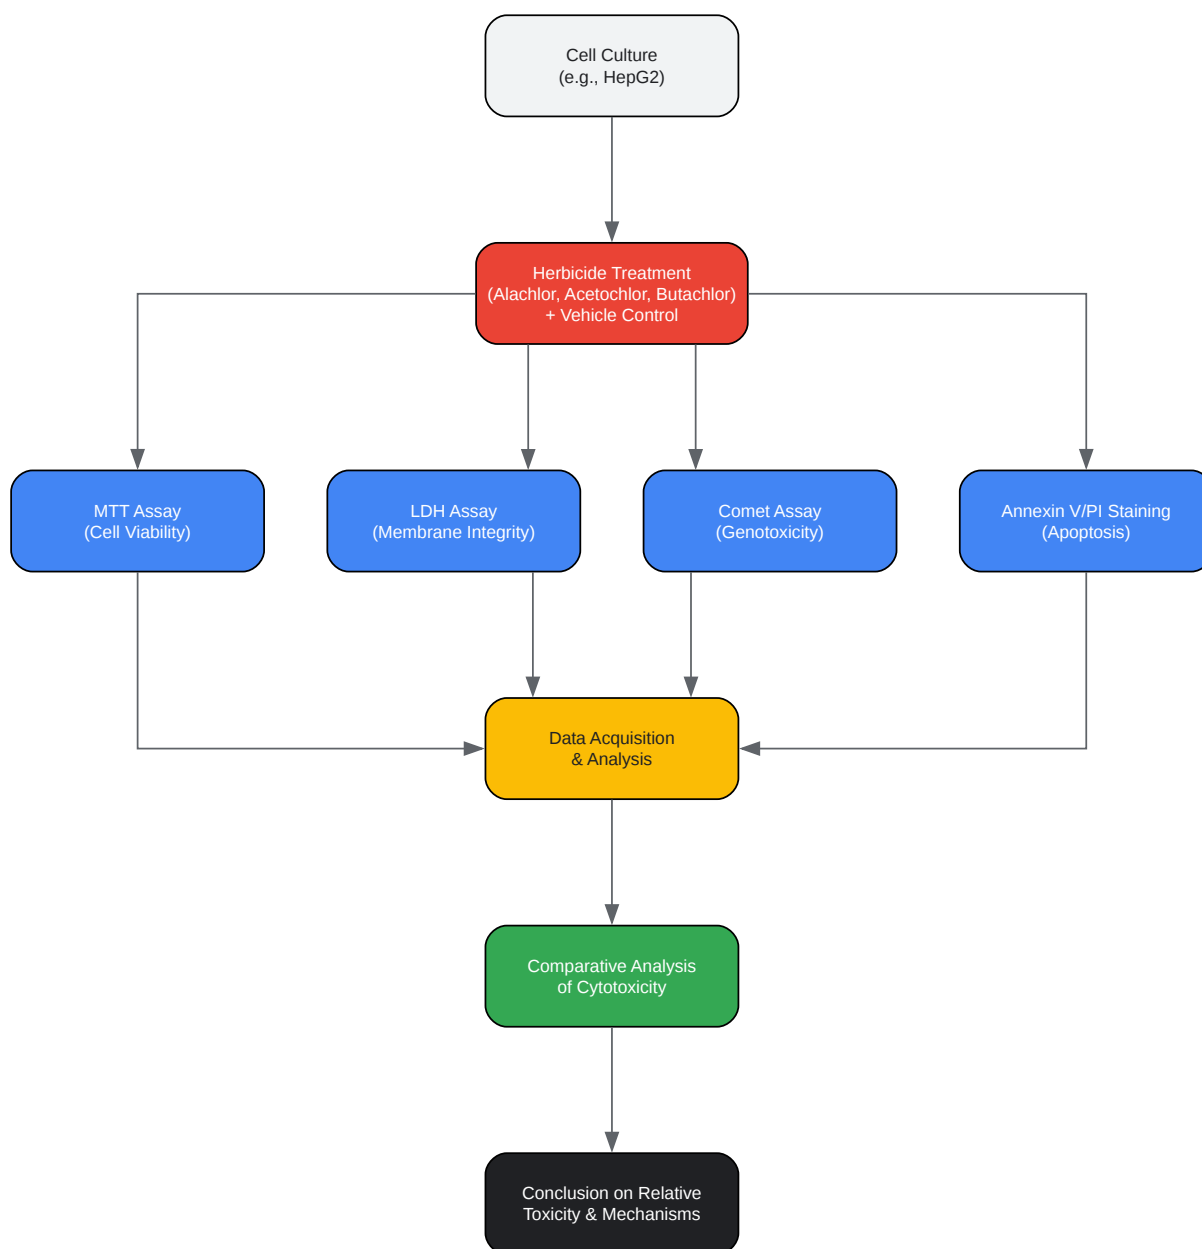 Cell Culture
(e.g., HepG2)
Herbicide Treatment
(Alachlor, Acetochlor, Butachlor)
+ Vehicle Control
MTT Assay
(Cell Viability)
LDH Assay
(Membrane Integrity)
Comet Assay
(Genotoxicity)
Annexin V/PI Staining
(Apoptosis)
Data Acquisition
& Analysis
Comparative Analysis
of Cytotoxicity
Conclusion on Relative
Toxicity & Mechanisms